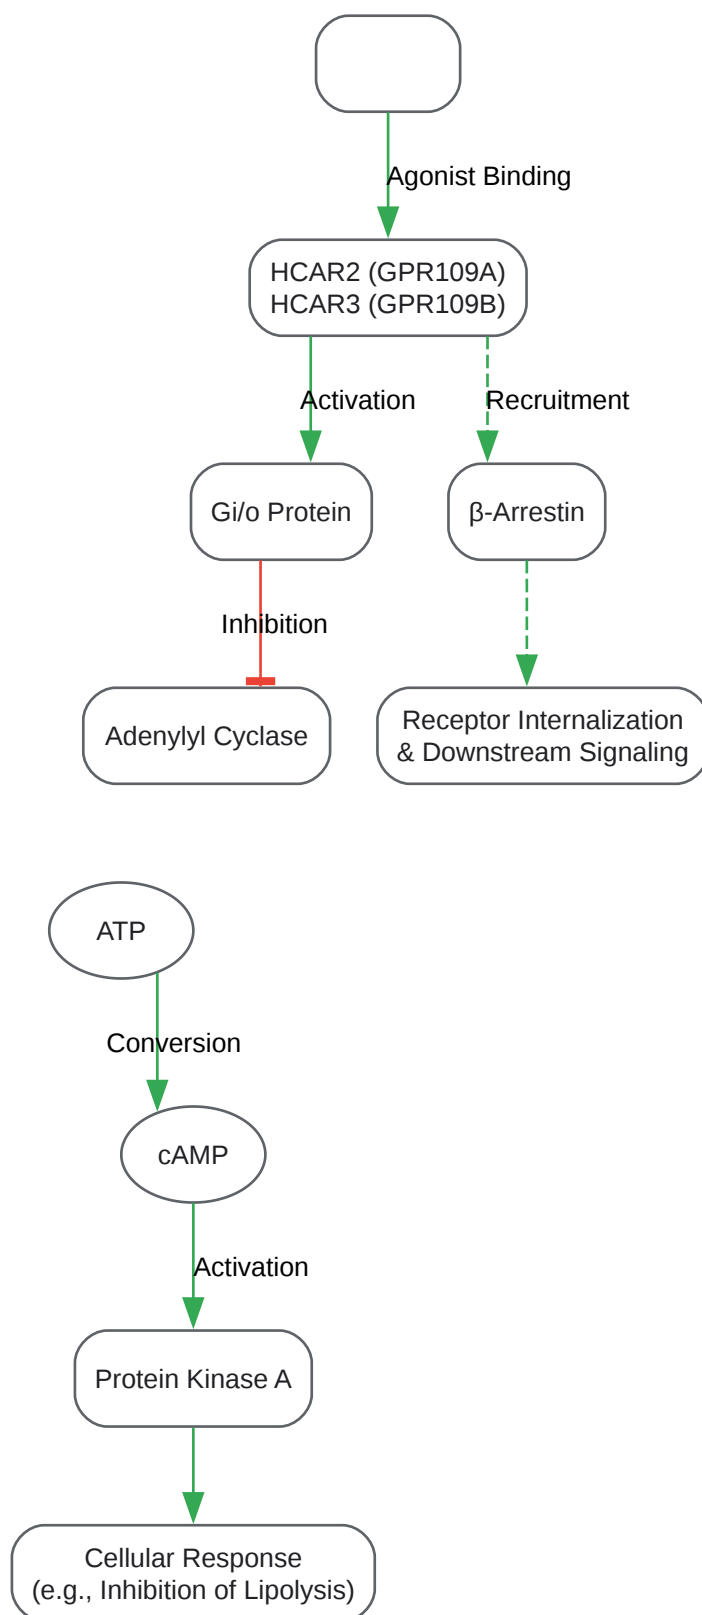 Agonist Binding
HCAR2 (GPR109A)
HCAR3 (GPR109B)
Activation
Recruitment
Gi/o Protein
β-Arrestin
Inhibition
Adenylyl Cyclase
Receptor Internalization
& Downstream Signaling
ATP
Conversion
cAMP
Activation
Protein Kinase A
Cellular Response
(e.g., Inhibition of Lipolysis)